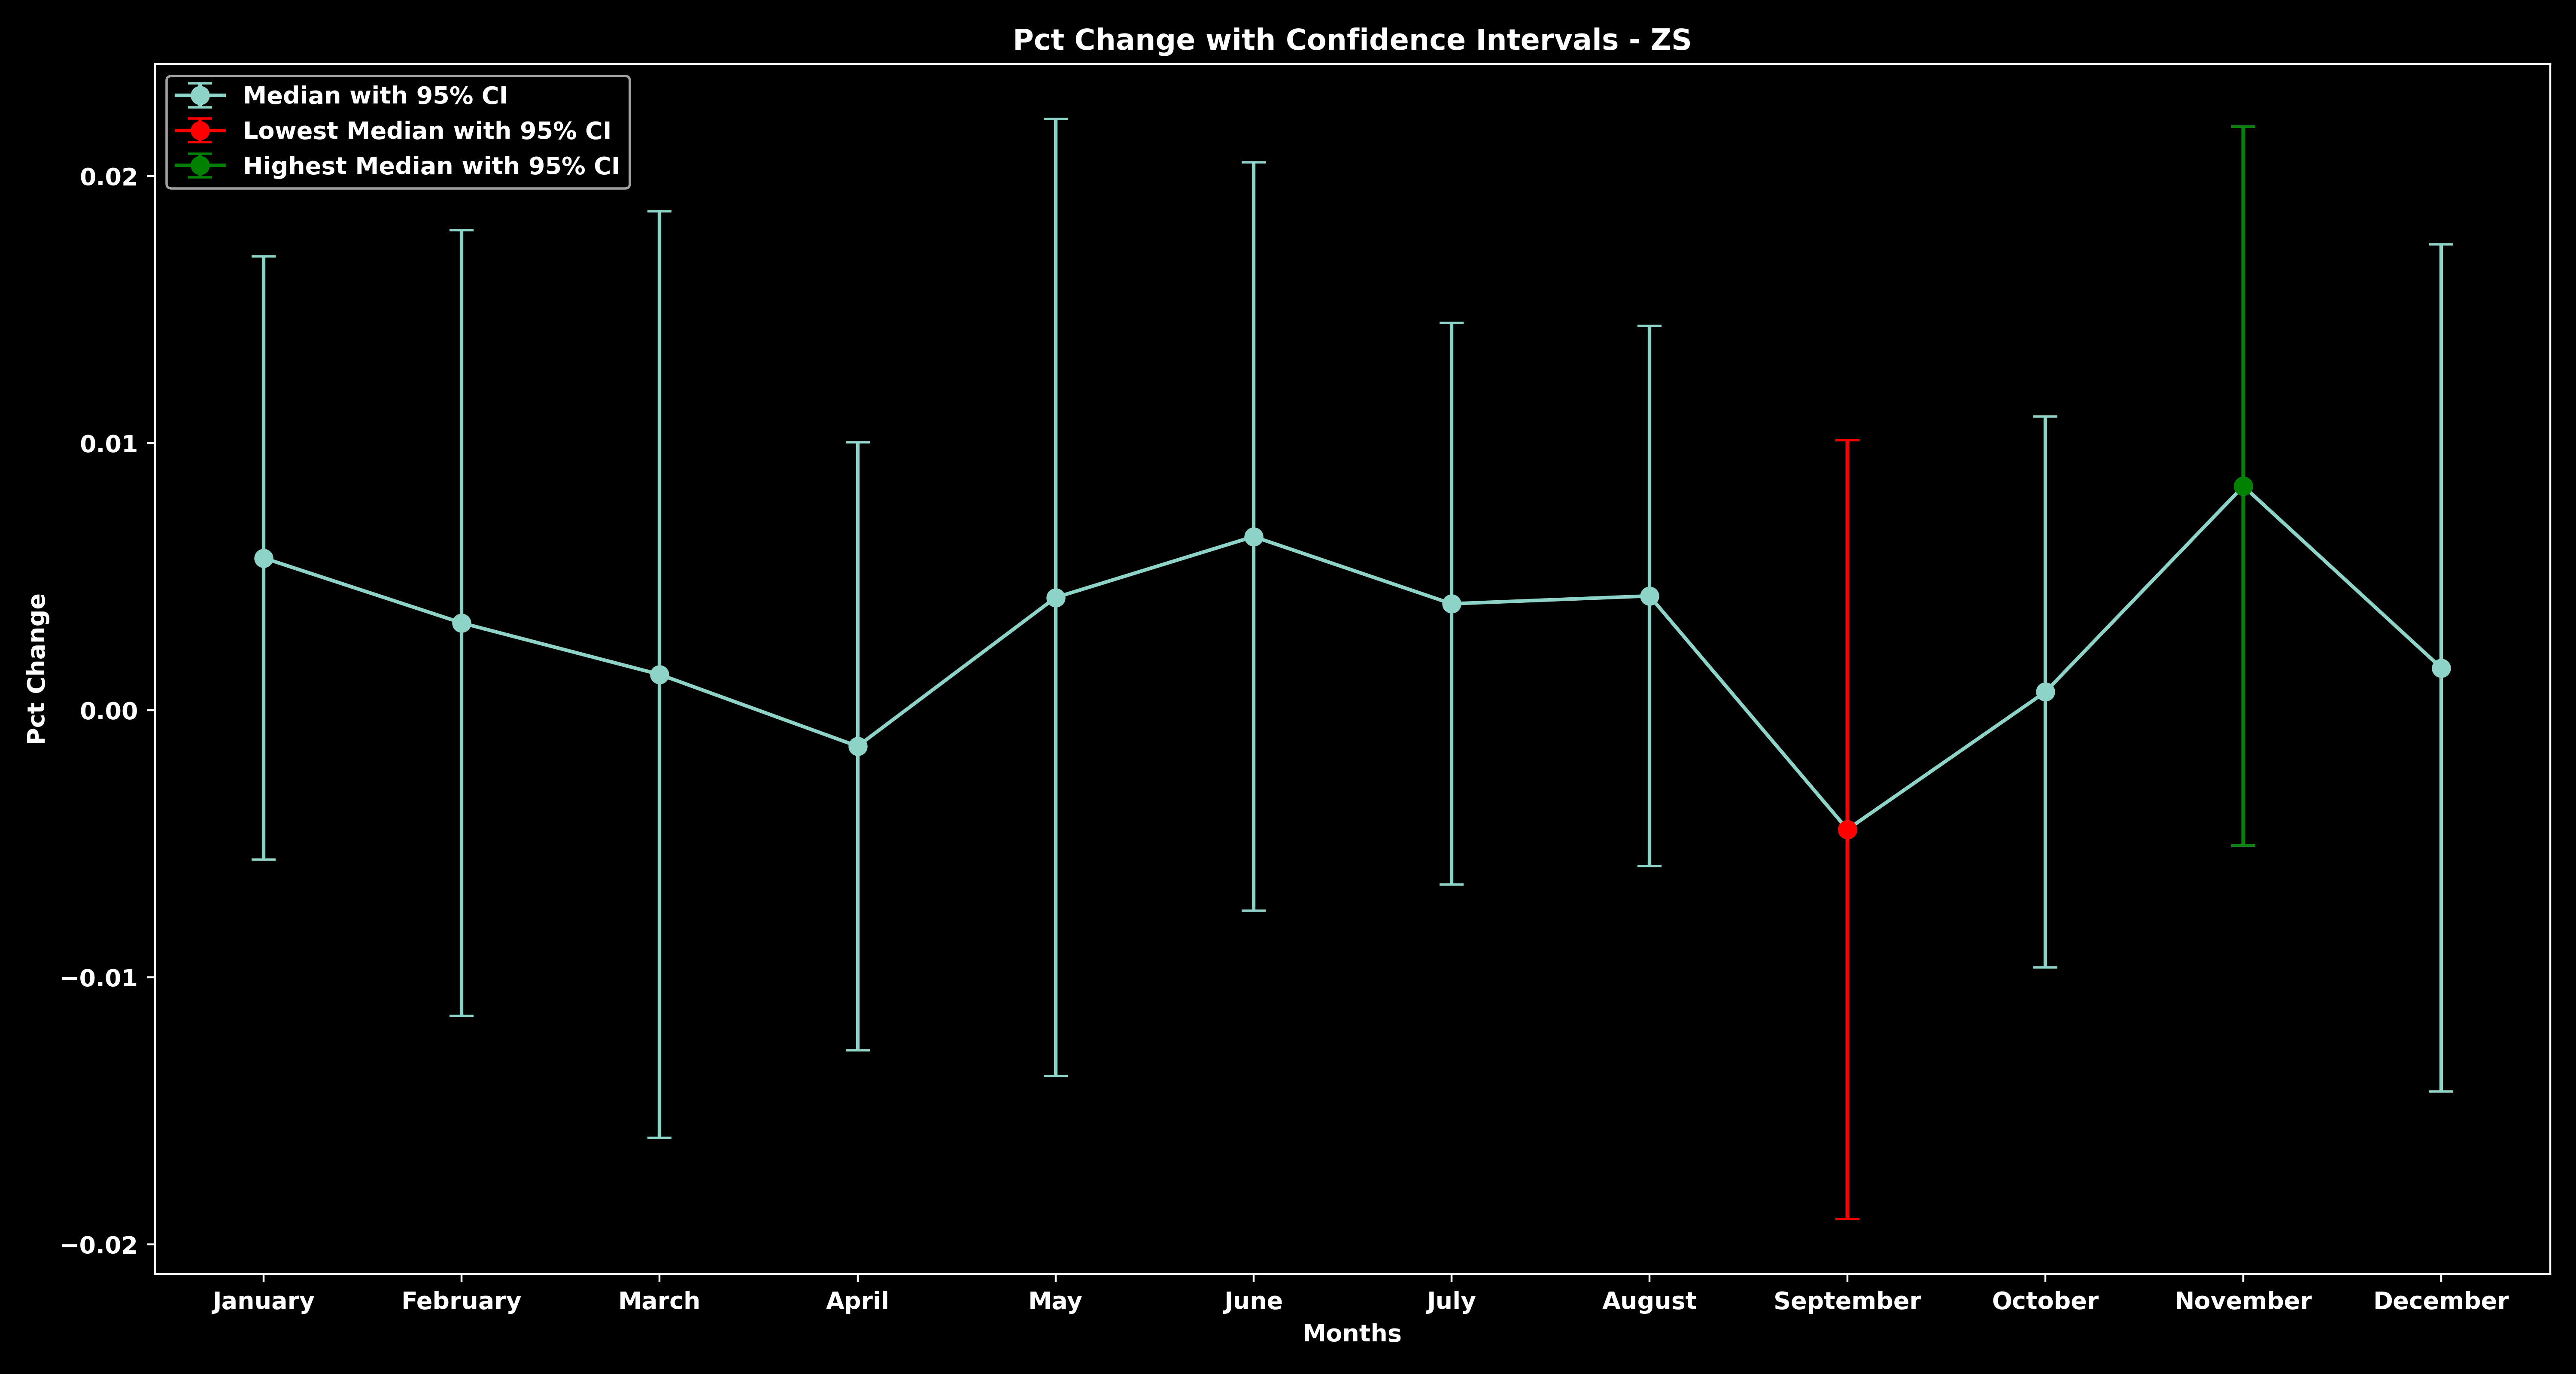 Pct Change with Confidence Intervals - ZS
Median with 95% CI
Lowest Median with 95% CI
Highest Median with 95% CI
Pct Change
0.02
0.01
0.00
−0.01
−0.02
January February March April May June July August September October November December
Months